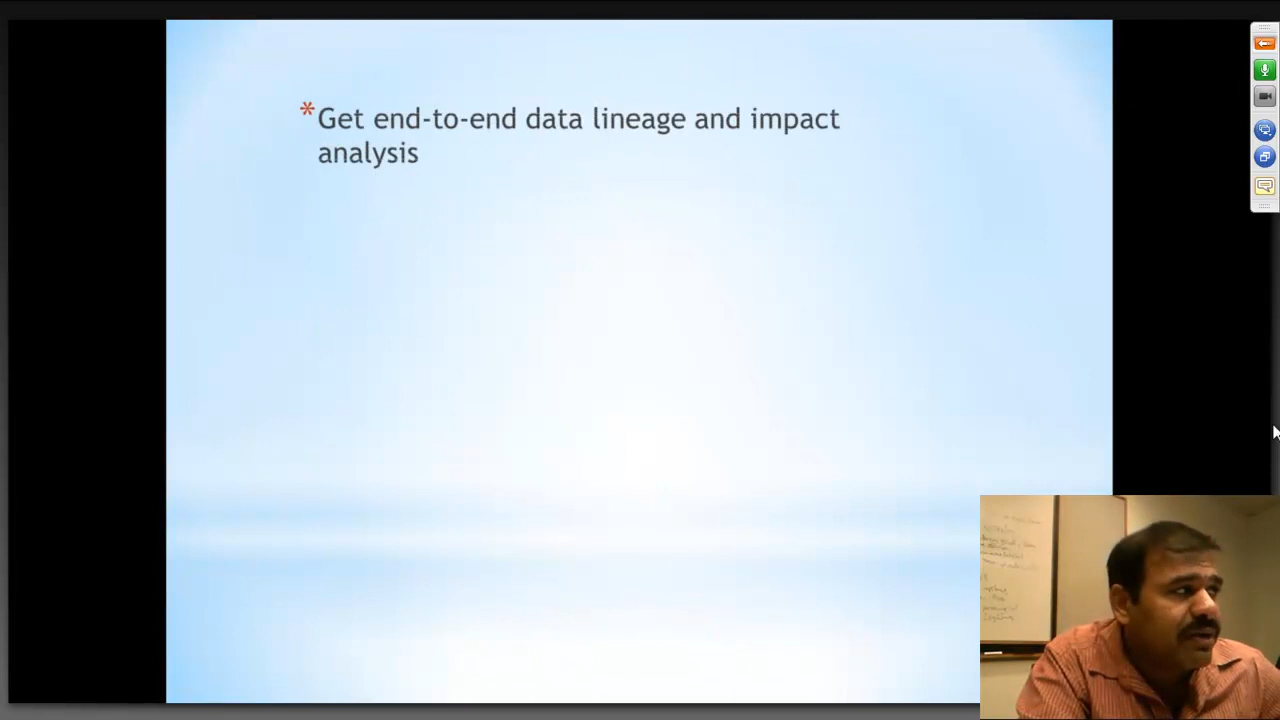 * Get end-to-end data lineage and impact
analysis